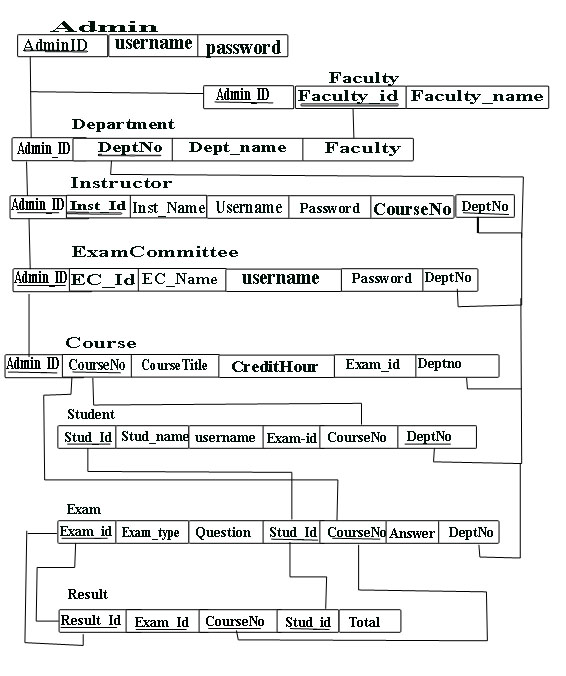 Admin
AdminID username password
Faculty
Admin_ID Faculty_id Faculty_name
Department
Admin_ID DeptNo Dept_name Faculty
Instructor
Admin_ID Inst_Id Inst_Name Username Password CourseNo DeptNo
ExamCommittee
Admin_ID EC_Id EC_Name username Password DeptNo
Course
Admin_ID CourseNo CourseTitle CreditHour Exam_id Deptno
Student
Stud_Id Stud_name username Exam-id CourseNo DeptNo
Exam
Exam_id Exam_type Question Stud_Id CourseNo Answer DeptNo
Result
Result_Id Exam_Id CourseNo Stud_id Total